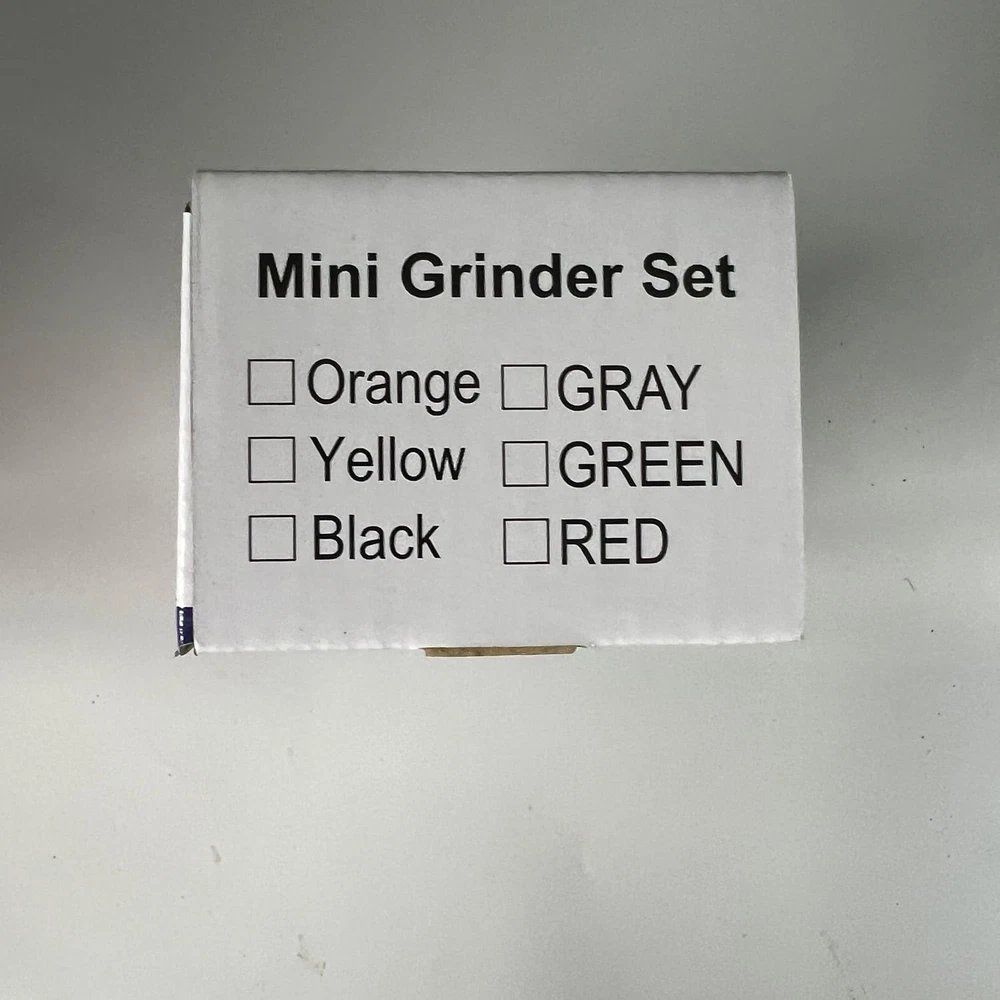 Mini Grinder Set
☐ Orange ☐ GRAY
☐ Yellow ☐ GREEN
☐ Black ☐ RED